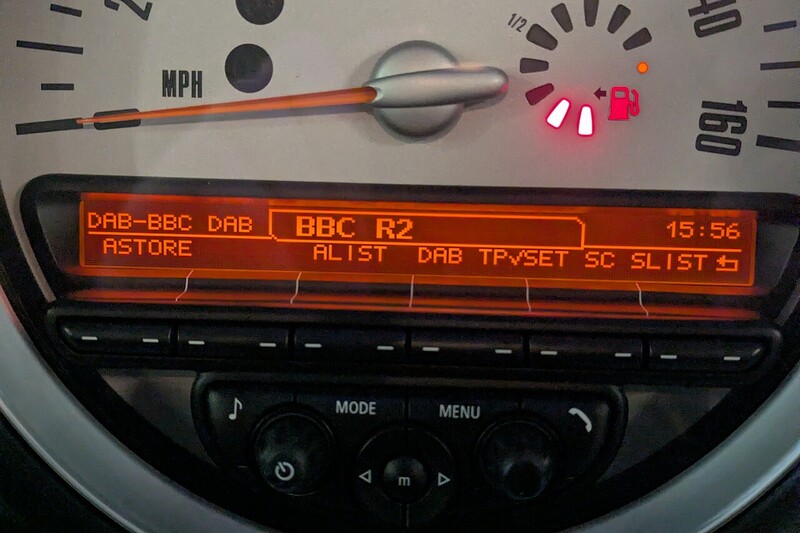 1/2
MPH
160
DAB-BBC DAB BBC R2 15:56
ASTORE ALIST DAB TP√SET SC SLIST
MODE MENU
m